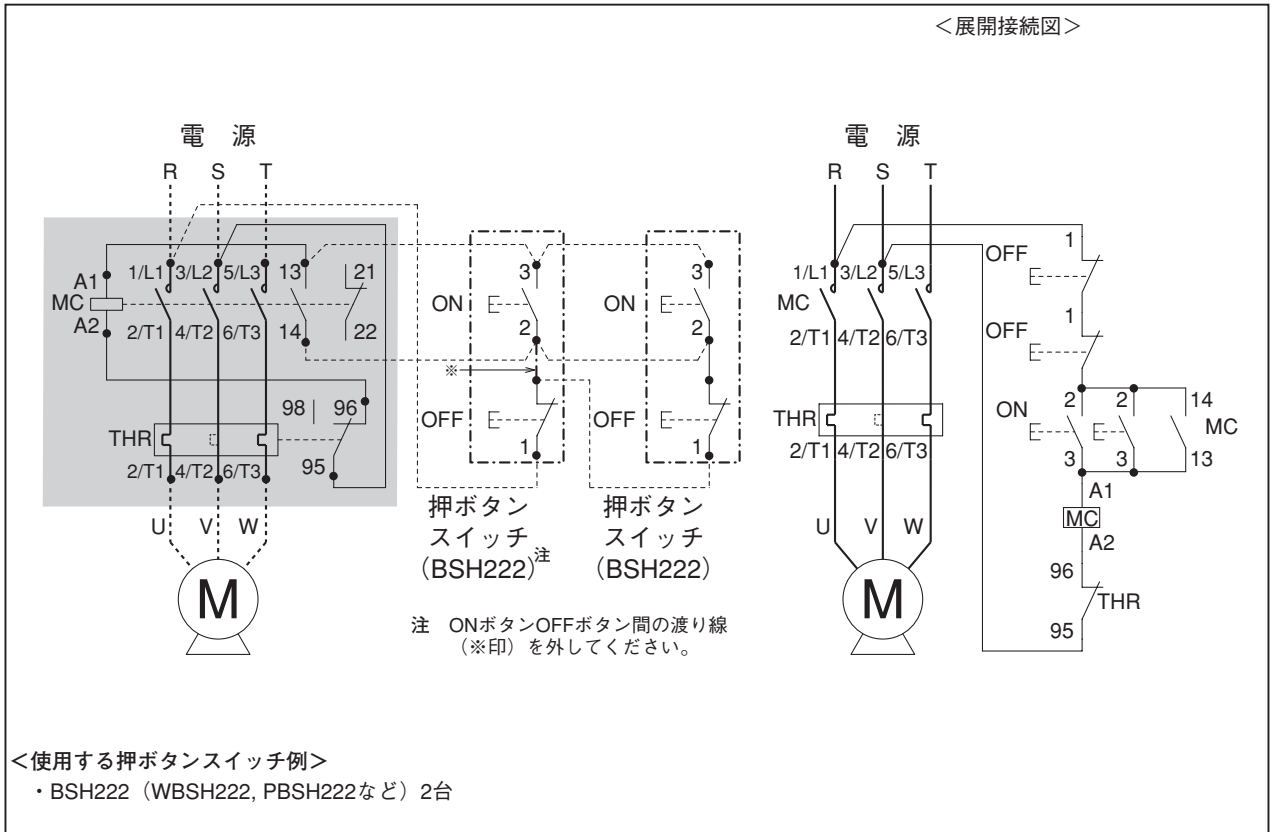 ＜展開接続図＞
電 源
R S T
1/L1 3/L2 5/L3 13 21
A1
MC
A2
2/T1 4/T2 6/T3 14 22
98 96
THR
95
2/T1 4/T2 6/T3
U V W
M
3
ON
2
※
OFF
1
押ボタン
スイッチ
(BSH222)注
3
ON
2
OFF
1
押ボタン
スイッチ
(BSH222)
注 ONボタンOFFボタン間の渡り線
（※印）を外してください。
電 源
R S T
1/L1 3/L2 5/L3
MC
2/T1 4/T2 6/T3
THR
2/T1 4/T2 6/T3
U V W
M
1
OFF
1
OFF
2 2 14
ON MC
3 3 13
A1
MC
A2
96
THR
95
＜使用する押ボタンスイッチ例＞
・BSH222（WBSH222, PBSH222など）2台